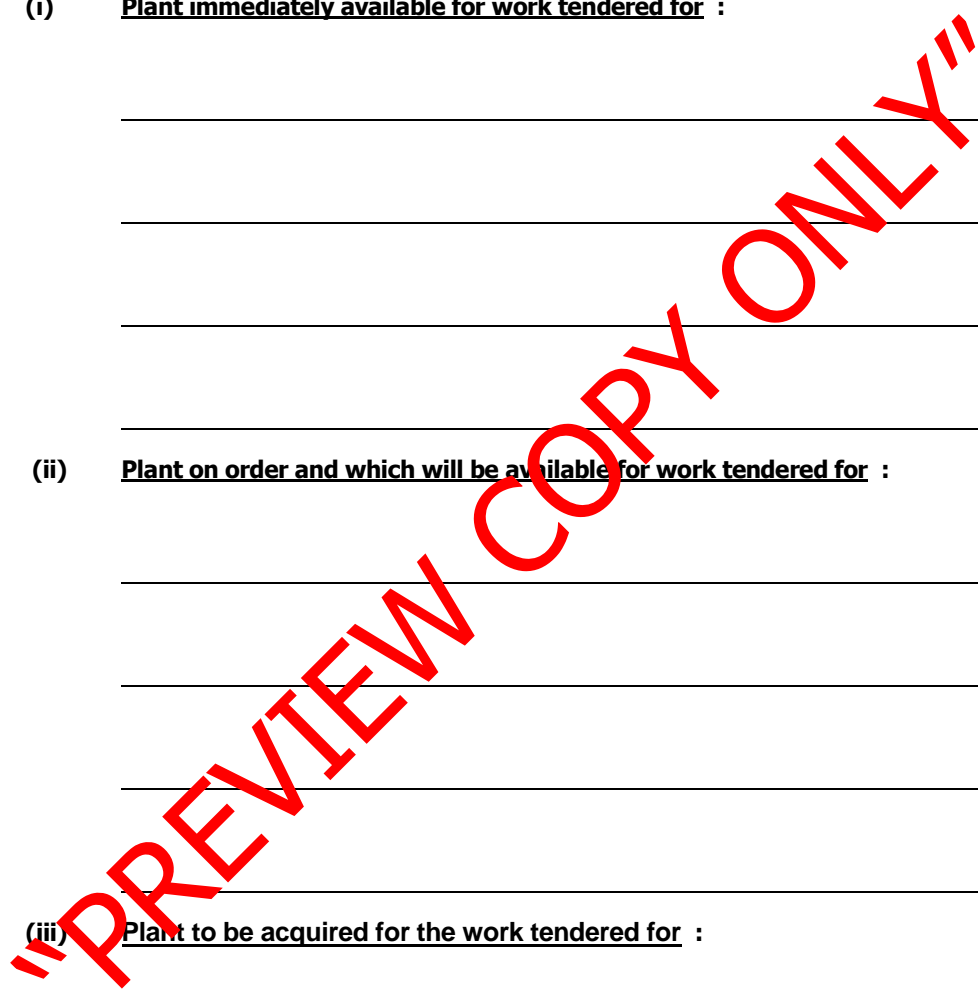 (i) Plant immediately available for work tendered for :
(ii) Plant on order and which will be available for work tendered for :
(iii) Plant to be acquired for the work tendered for :
“PREVIEW COPY ONLY”